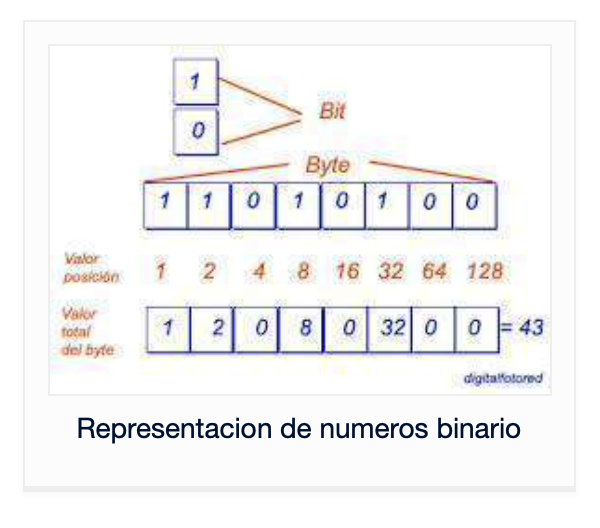 1
0
Bit
Byte
1 1 0 1 0 1 0 0
Valor
posición
1 2 4 8 16 32 64 128
Valor
total
del byte
1 2 0 8 0 32 0 0 = 43
digitalfotored
Representacion de numeros binario